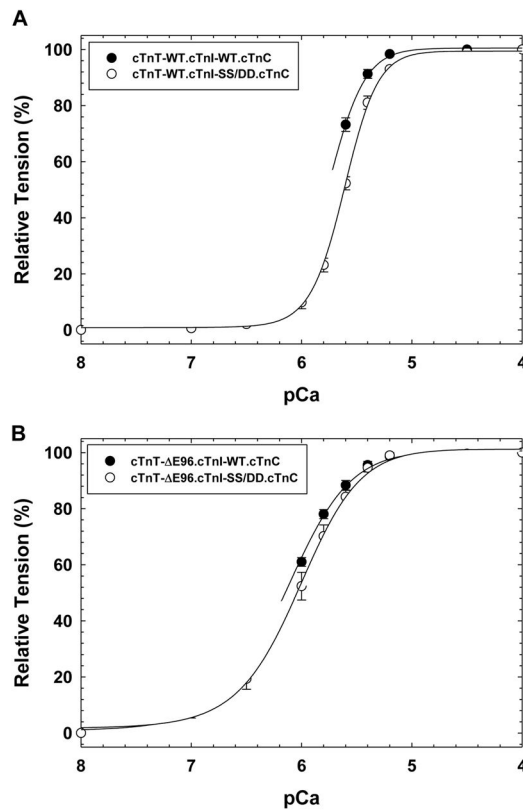 A
cTnT-WT.cTnI-WT.cTnC
cTnT-WT.cTnI-SS/DD.cTnC
Relative Tension (%)
100
80
60
40
20
0
8 7 6 5 4
pCa
B
cTnT-ΔE96.cTnI-WT.cTnC
cTnT-ΔE96.cTnI-SS/DD.cTnC
Relative Tension (%)
100
80
60
40
20
0
8 7 6 5 4
pCa